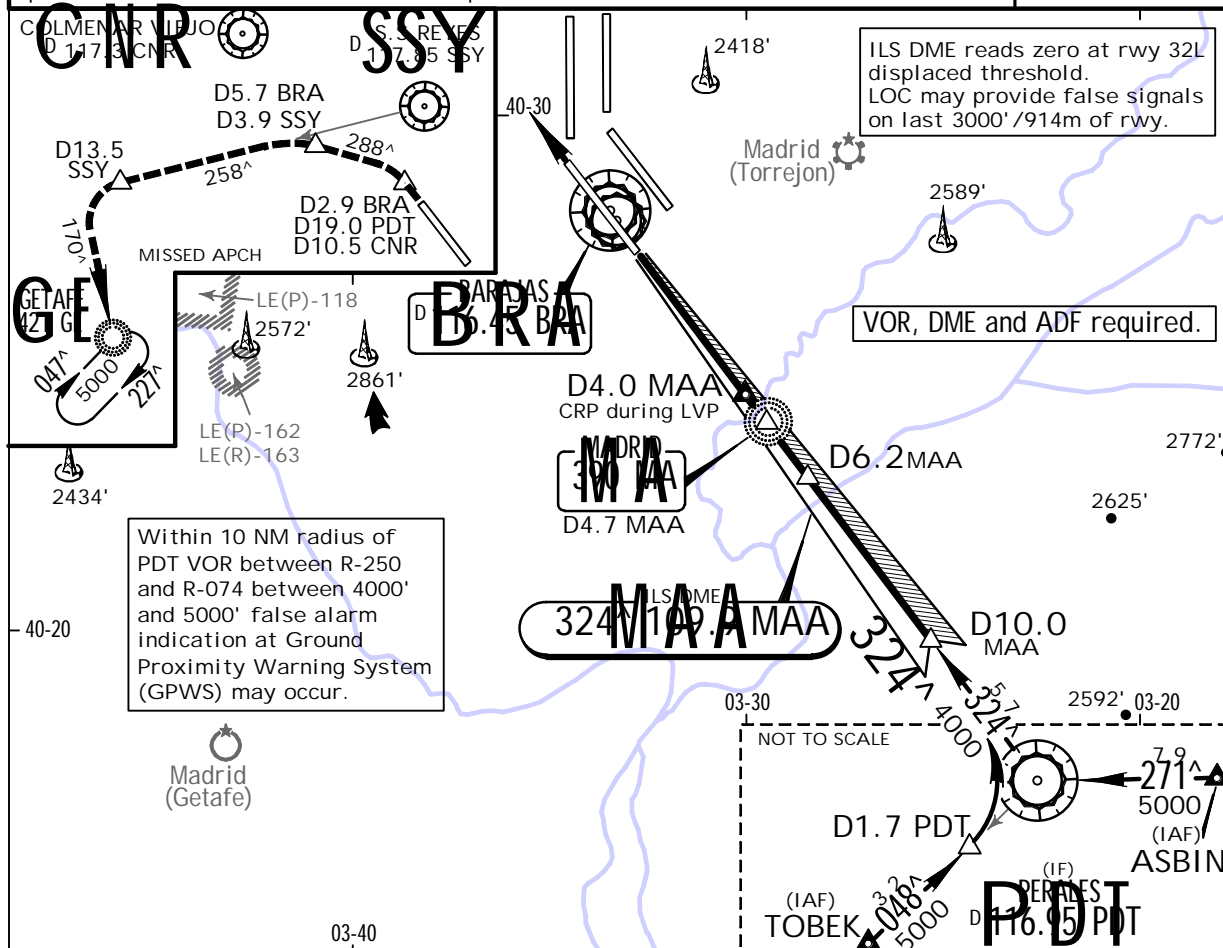 COLMENAR VIEJO
D 117.3 CNR
CNR
S.S. REYES
D 117.85 SSY
SSY
D5.7 BRA
D3.9 SSY
D13.5
SSY
258^
288^
170^
D2.9 BRA
D19.0 PDT
D10.5 CNR
MISSED APCH
GETAFE
421 GE
GE
047^
5000
227^
LE(P)-118
2572'
2861'
LE(P)-162
LE(R)-163
2434'
40-30
2418'
Madrid
(Torrejon)
ILS DME reads zero at rwy 32L
displaced threshold.
LOC may provide false signals
on last 3000'/914m of rwy.
2589'
BARAJAS
D 116.45 BRA
BRA
VOR, DME and ADF required.
D4.0 MAA
CRP during LVP
MADRID
390 MA
MA
D4.7 MAA
D6.2 MAA
2772'
2625'
Within 10 NM radius of
PDT VOR between R-250
and R-074 between 4000'
and 5000' false alarm
indication at Ground
Proximity Warning System
(GPWS) may occur.
ILS DME
324^ 109.9 MAA
MAA
40-20
D10.0
MAA
324^
4000
5.7
324^
2592'
03-30
03-20
NOT TO SCALE
Madrid
(Getafe)
7.9
271^
5000
(IAF)
ASBIN
D1.7 PDT
(IF)
PERALES
D 116.95 PDT
PDT
(IAF)
TOBEK
3.2
048^
5000
03-40